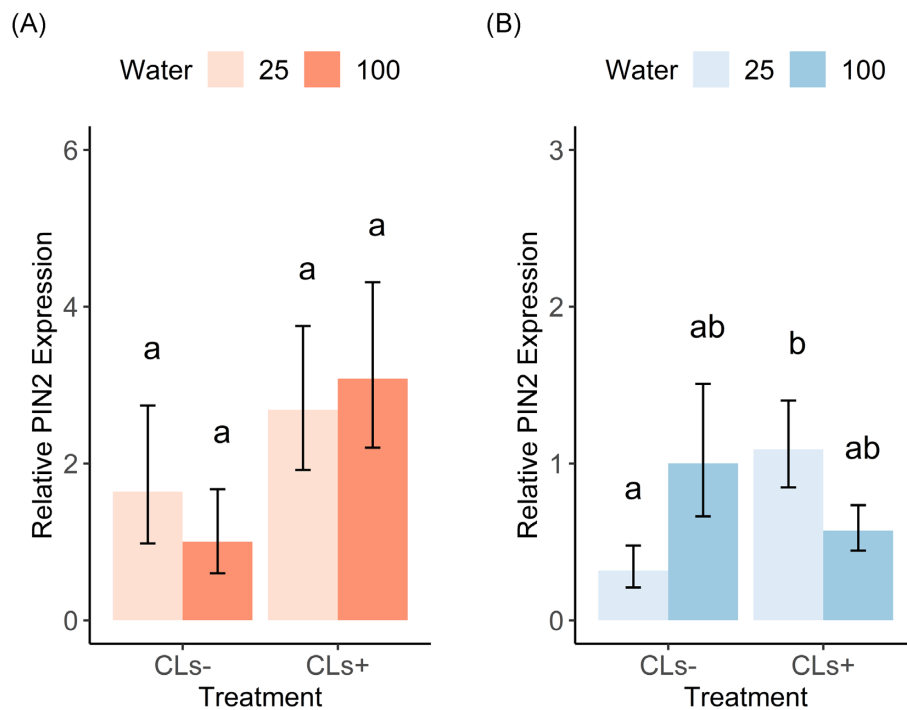 (A)
Water 25 100
Relative PIN2 Expression
6
4
2
0
a
a
a
a
CLs- CLs+
Treatment
(B)
Water 25 100
Relative PIN2 Expression
3
2
1
0
a
ab
b
ab
CLs- CLs+
Treatment